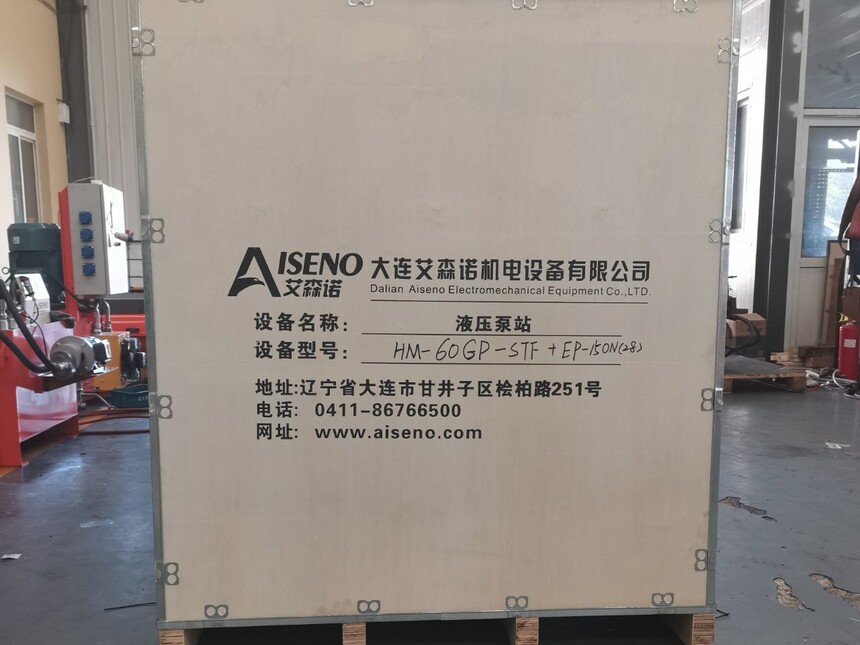 AISENO 大连艾森诺机电设备有限公司
艾森诺 Dalian Aiseno Electromechanical Equipment Co.,LTD.
设备名称: 液压泵站
设备型号: HM-60GP-STF + EP-150N(28)
地址:辽宁省大连市甘井子区桧柏路251号
电话: 0411-86766500
网址: www.aiseno.com